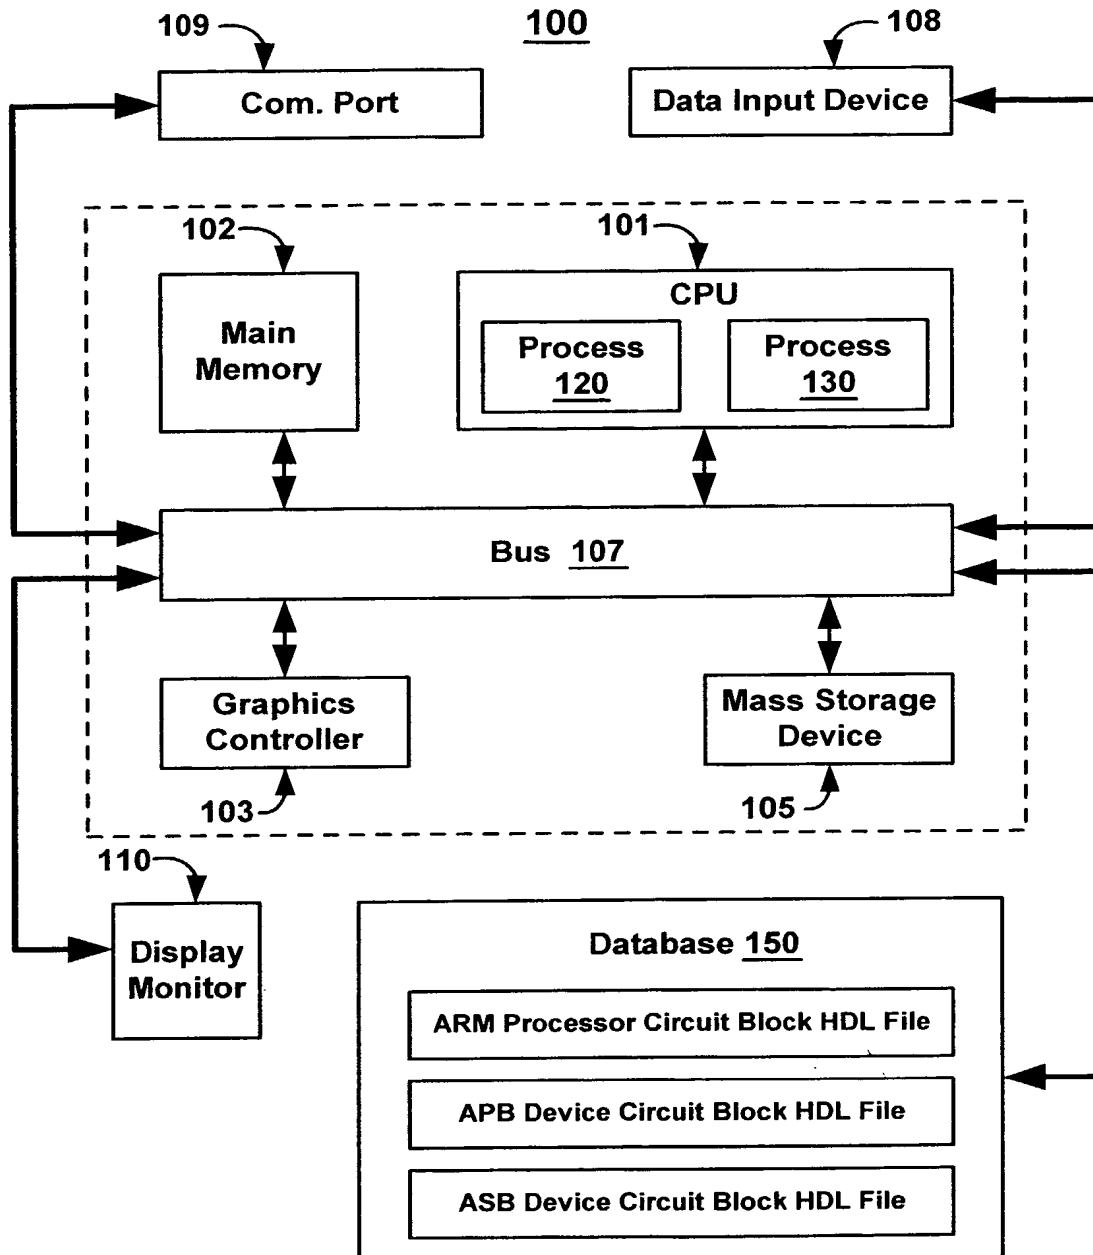 100
109
108
Com. Port
Data Input Device
102
101
Main
Memory
CPU
Process
120
Process
130
Bus 107
Graphics
Controller
Mass Storage
Device
103
105
110
Display
Monitor
Database 150
ARM Processor Circuit Block HDL File
APB Device Circuit Block HDL File
ASB Device Circuit Block HDL File